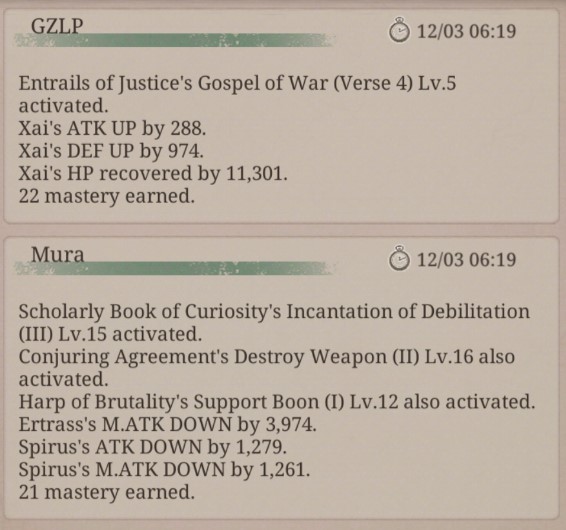 GZLP
12/03 06:19
Entrails of Justice's Gospel of War (Verse 4) Lv.5
activated.
Xai's ATK UP by 288.
Xai's DEF UP by 974.
Xai's HP recovered by 11,301.
22 mastery earned.
Mura
12/03 06:19
Scholarly Book of Curiosity's Incantation of Debilitation
(III) Lv.15 activated.
Conjuring Agreement's Destroy Weapon (II) Lv.16 also
activated.
Harp of Brutality's Support Boon (I) Lv.12 also activated.
Ertrass's M.ATK DOWN by 3,974.
Spirus's ATK DOWN by 1,279.
Spirus's M.ATK DOWN by 1,261.
21 mastery earned.